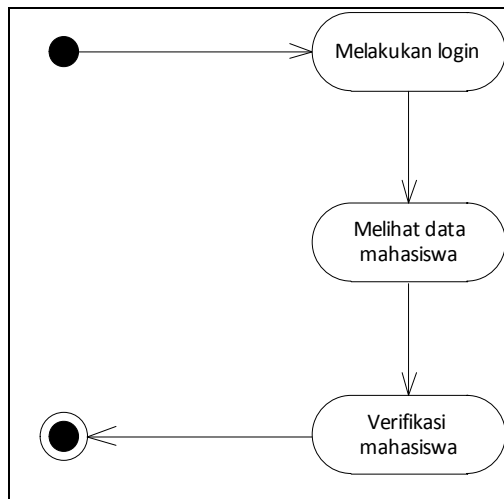 Melakukan login
Melihat data
mahasiswa
Verifikasi
mahasiswa